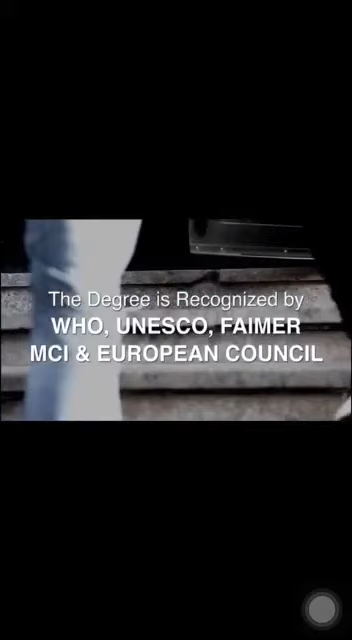 The Degree is Recognized by
WHO, UNESCO, FAIMER
MCI & EUROPEAN COUNCIL